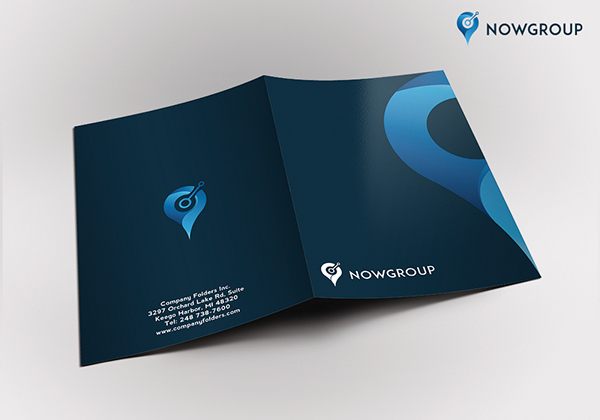 NOWGROUP
NOWGROUP
Company Folders Inc.
3297 Orchard Lake Rd, Suite
Keego Harbor, MI 48320
Tel: 248 738-7600
www.companyfolders.com